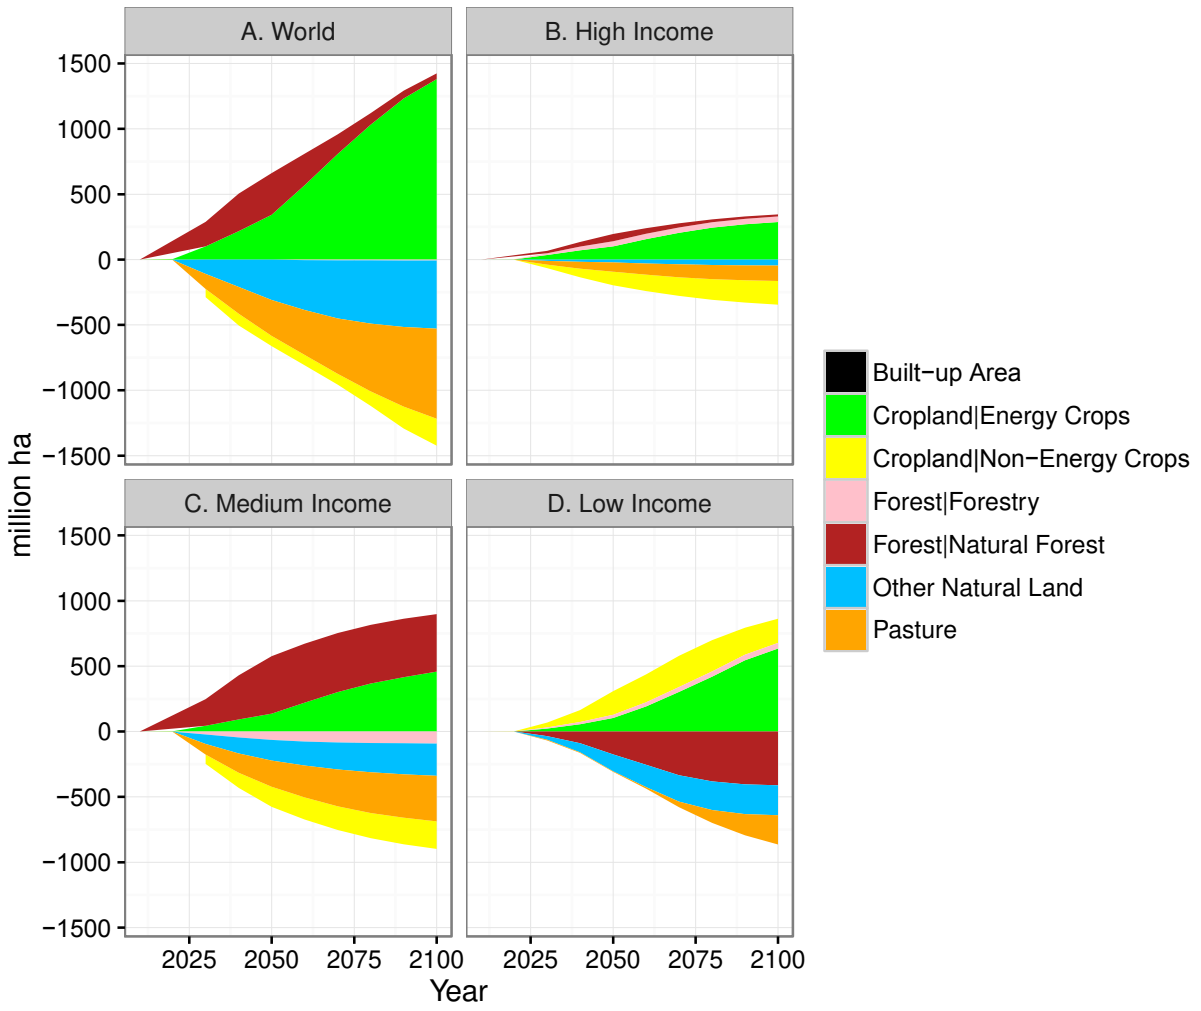 A. World
B. High Income
1500
1000
500
0
−500
−1000
−1500
C. Medium Income
D. Low Income
1500
1000
500
0
−500
−1000
−1500
2025
2050
2075
2100
2025
2050
2075
2100
Year
million ha
Built−up Area
Cropland|Energy Crops
Cropland|Non−Energy Crops
Forest|Forestry
Forest|Natural Forest
Other Natural Land
Pasture